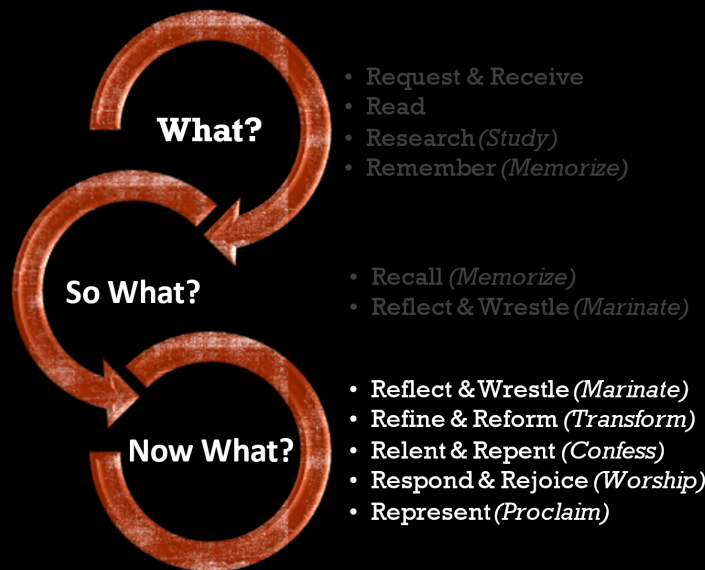 What?
• Request & Receive
• Read
• Research (Study)
• Remember (Memorize)
So What?
• Recall (Memorize)
• Reflect & Wrestle (Marinate)
Now What?
• Reflect & Wrestle (Marinate)
• Refine & Reform (Transform)
• Relent & Repent (Confess)
• Respond & Rejoice (Worship)
• Represent (Proclaim)